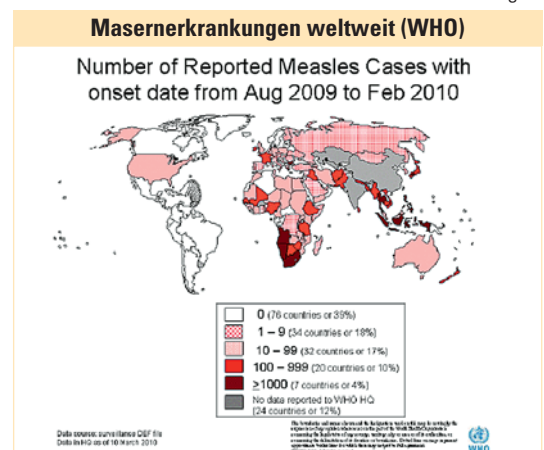 Masernerkrankungen weltweit (WHO)
Number of Reported Measles Cases with
onset date from Aug 2009 to Feb 2010
0 (76 countries or 39%)
1 – 9 (34 countries or 18%)
10 – 99 (32 countries or 17%)
100 – 999 (20 countries or 10%)
≥1000 (7 countries or 4%)
No data reported to WHO HQ
(24 countries or 12%)
Data source: surveillance DEF file
Data in HQ as of 10 March 2010
WHO